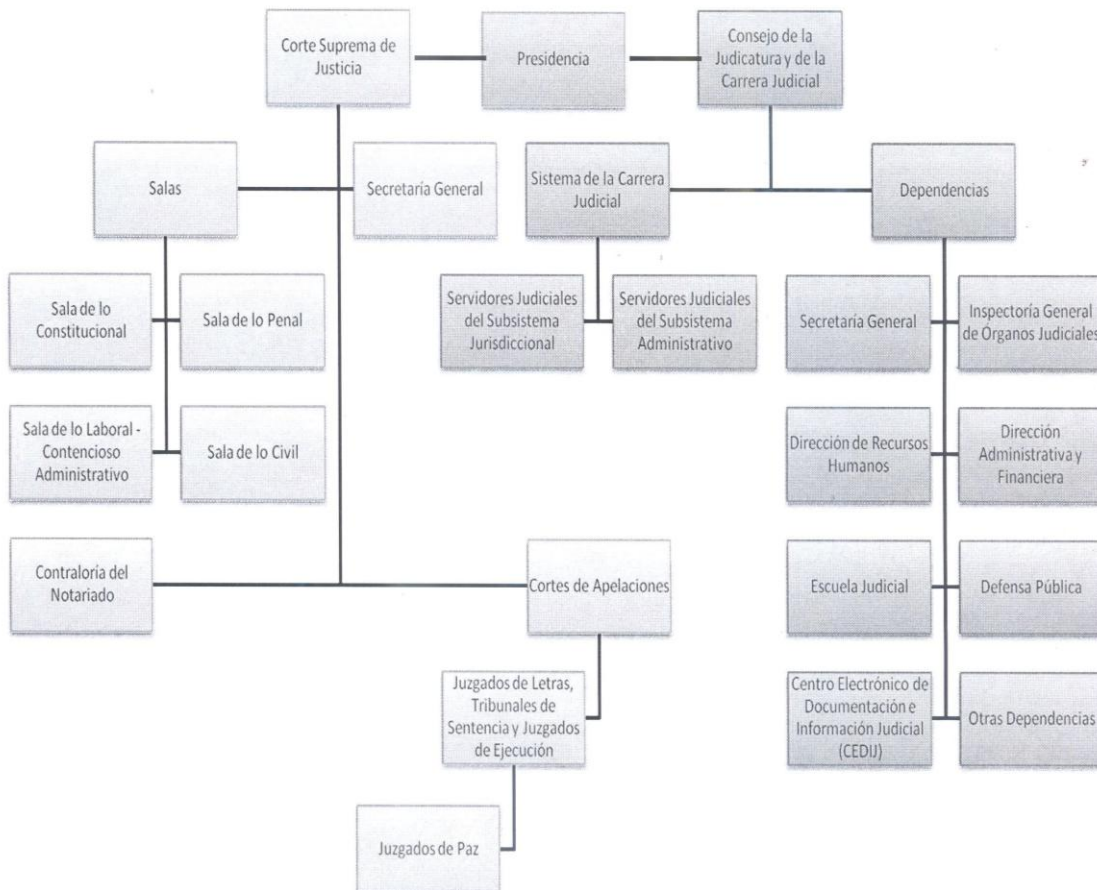 Corte Suprema de
Justicia
Presidencia
Consejo de la
Judicatura y de la
Carrera Judicial
Salas
Secretaría General
Sistema de la Carrera
Judicial
Dependencias
Sala de lo
Constitucional
Sala de lo Penal
Servidores Judiciales
del Subsistema
Jurisdiccional
Servidores Judiciales
del Subsistema
Administrativo
Secretaría General
Inspectoría General
de Órganos Judiciales
Sala de lo Laboral -
Contencioso
Administrativo
Sala de lo Civil
Dirección de Recursos
Humanos
Dirección
Administrativa y
Financiera
Contraloría del
Notariado
Cortes de Apelaciones
Escuela Judicial
Defensa Pública
Juzgados de Letras,
Tribunales de
Sentencia y Juzgados
de Ejecución
Centro Electrónico de
Documentación e
Información Judicial
(CEDIJ)
Otras Dependencias
Juzgados de Paz